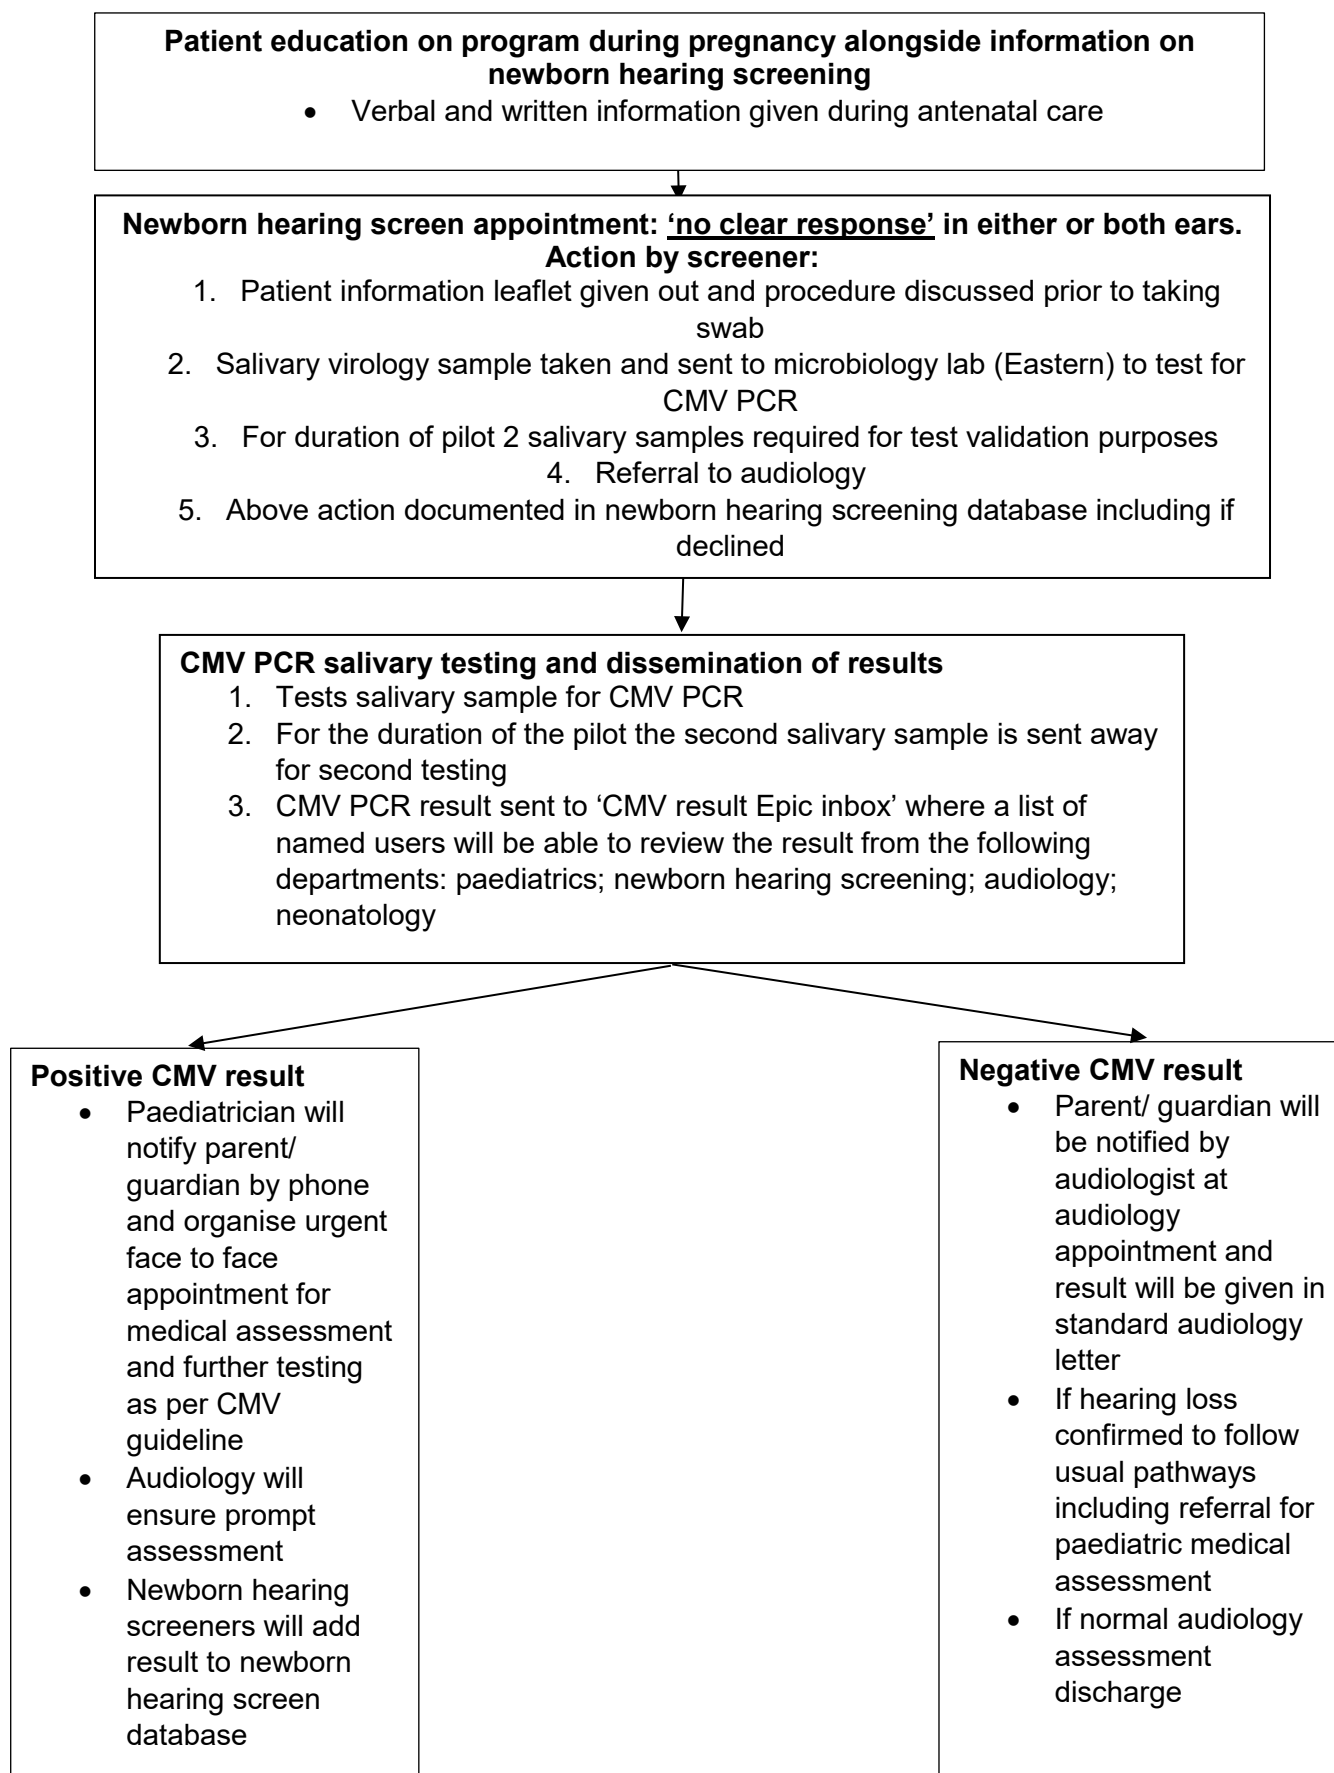 Patient education on program during pregnancy alongside information on
newborn hearing screening
• Verbal and written information given during antenatal care
Newborn hearing screen appointment: ‘no clear response’ in either or both ears.
Action by screener:
1. Patient information leaflet given out and procedure discussed prior to taking
swab
2. Salivary virology sample taken and sent to microbiology lab (Eastern) to test for
CMV PCR
3. For duration of pilot 2 salivary samples required for test validation purposes
4. Referral to audiology
5. Above action documented in newborn hearing screening database including if
declined
CMV PCR salivary testing and dissemination of results
1. Tests salivary sample for CMV PCR
2. For the duration of the pilot the second salivary sample is sent away
for second testing
3. CMV PCR result sent to ‘CMV result Epic inbox’ where a list of
named users will be able to review the result from the following
departments: paediatrics; newborn hearing screening; audiology;
neonatology
Positive CMV result
• Paediatrician will
notify parent/
guardian by phone
and organise urgent
face to face
appointment for
medical assessment
and further testing
as per CMV
guideline
• Audiology will
ensure prompt
assessment
• Newborn hearing
screeners will add
result to newborn
hearing screen
database
Negative CMV result
• Parent/ guardian will
be notified by
audiologist at
audiology
appointment and
result will be given in
standard audiology
letter
• If hearing loss
confirmed to follow
usual pathways
including referral for
paediatric medical
assessment
• If normal audiology
assessment
discharge